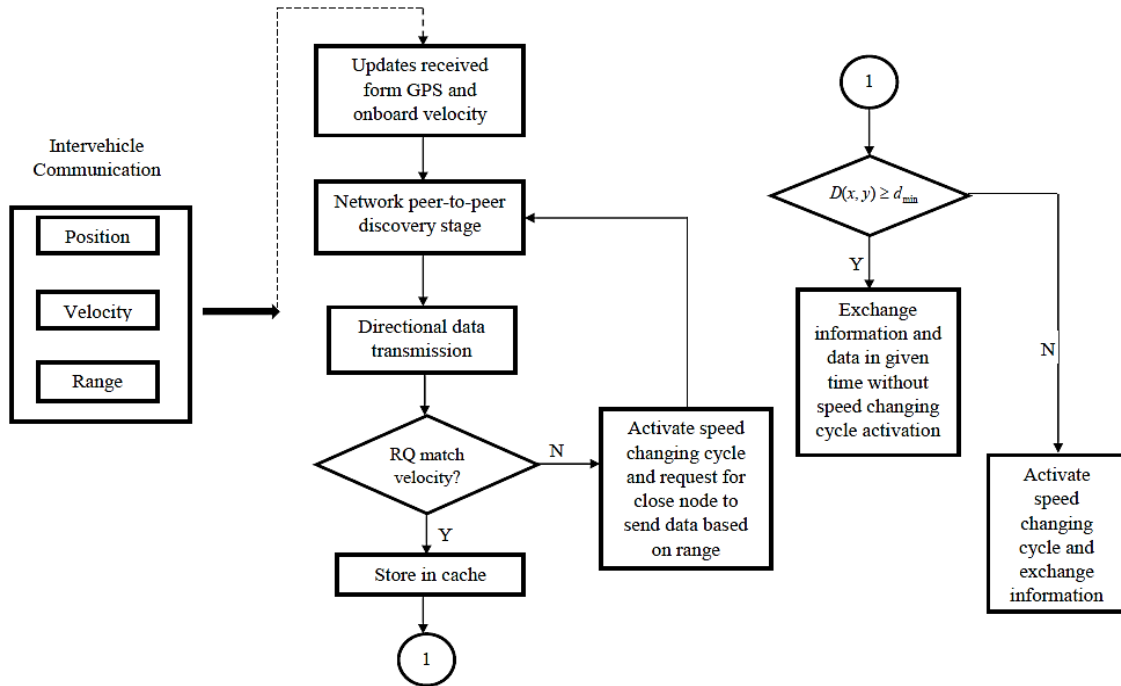 Intervehicle
Communication
Position
Velocity
Range
Updates received
form GPS and
onboard velocity
Network peer-to-peer
discovery stage
Directional data
transmission
RQ match
velocity?
N
Activate speed
changing cycle
and request for
close node to
send data based
on range
Y
Store in cache
1
1
D(x, y) ≥ d_min
Y
Exchange
information and
data in given
time without
speed changing
cycle activation
N
Activate
speed
changing
cycle and
exchange
information